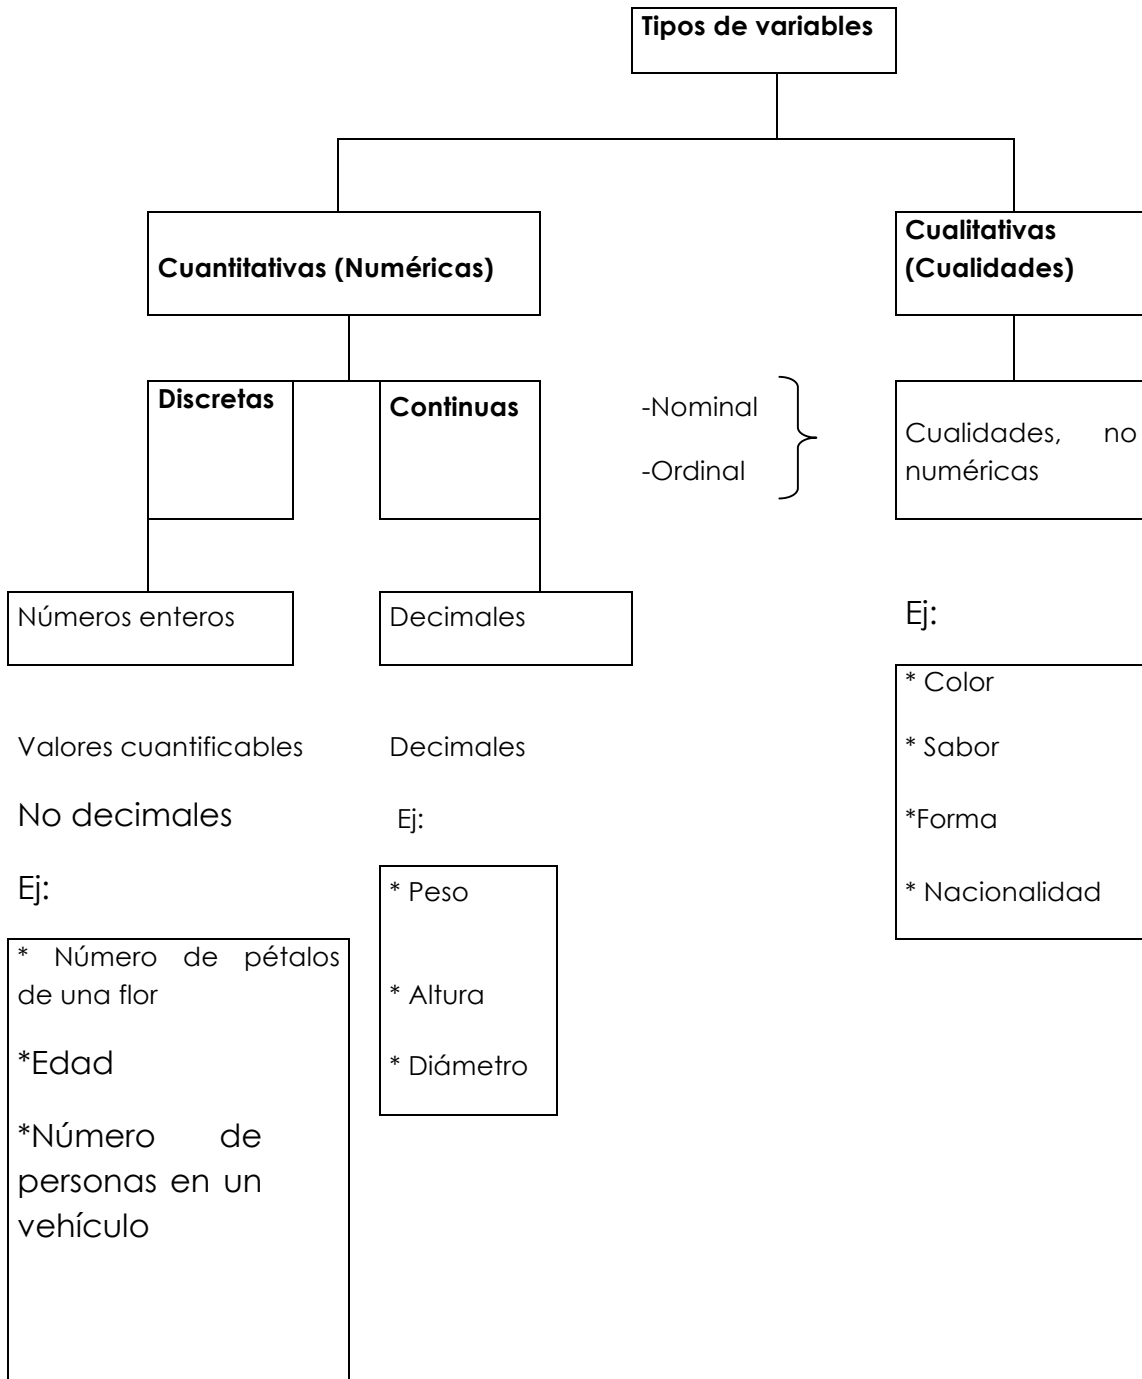 Tipos de variables
Cuantitativas (Numéricas)
Cualitativas
(Cualidades)
Discretas
Continuas
-Nominal
-Ordinal
Cualidades, no
numéricas
Números enteros
Decimales
Ej:
* Color
* Sabor
*Forma
* Nacionalidad
Valores cuantificables
No decimales
Ej:
* Número de pétalos
de una flor
*Edad
*Número de
personas en un
vehículo
Decimales
Ej:
* Peso
* Altura
* Diámetro